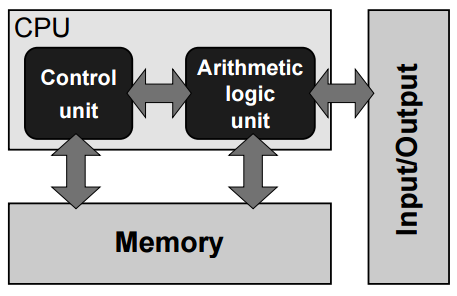 CPU
Control
unit
Arithmetic
logic
unit
Input/Output
Memory